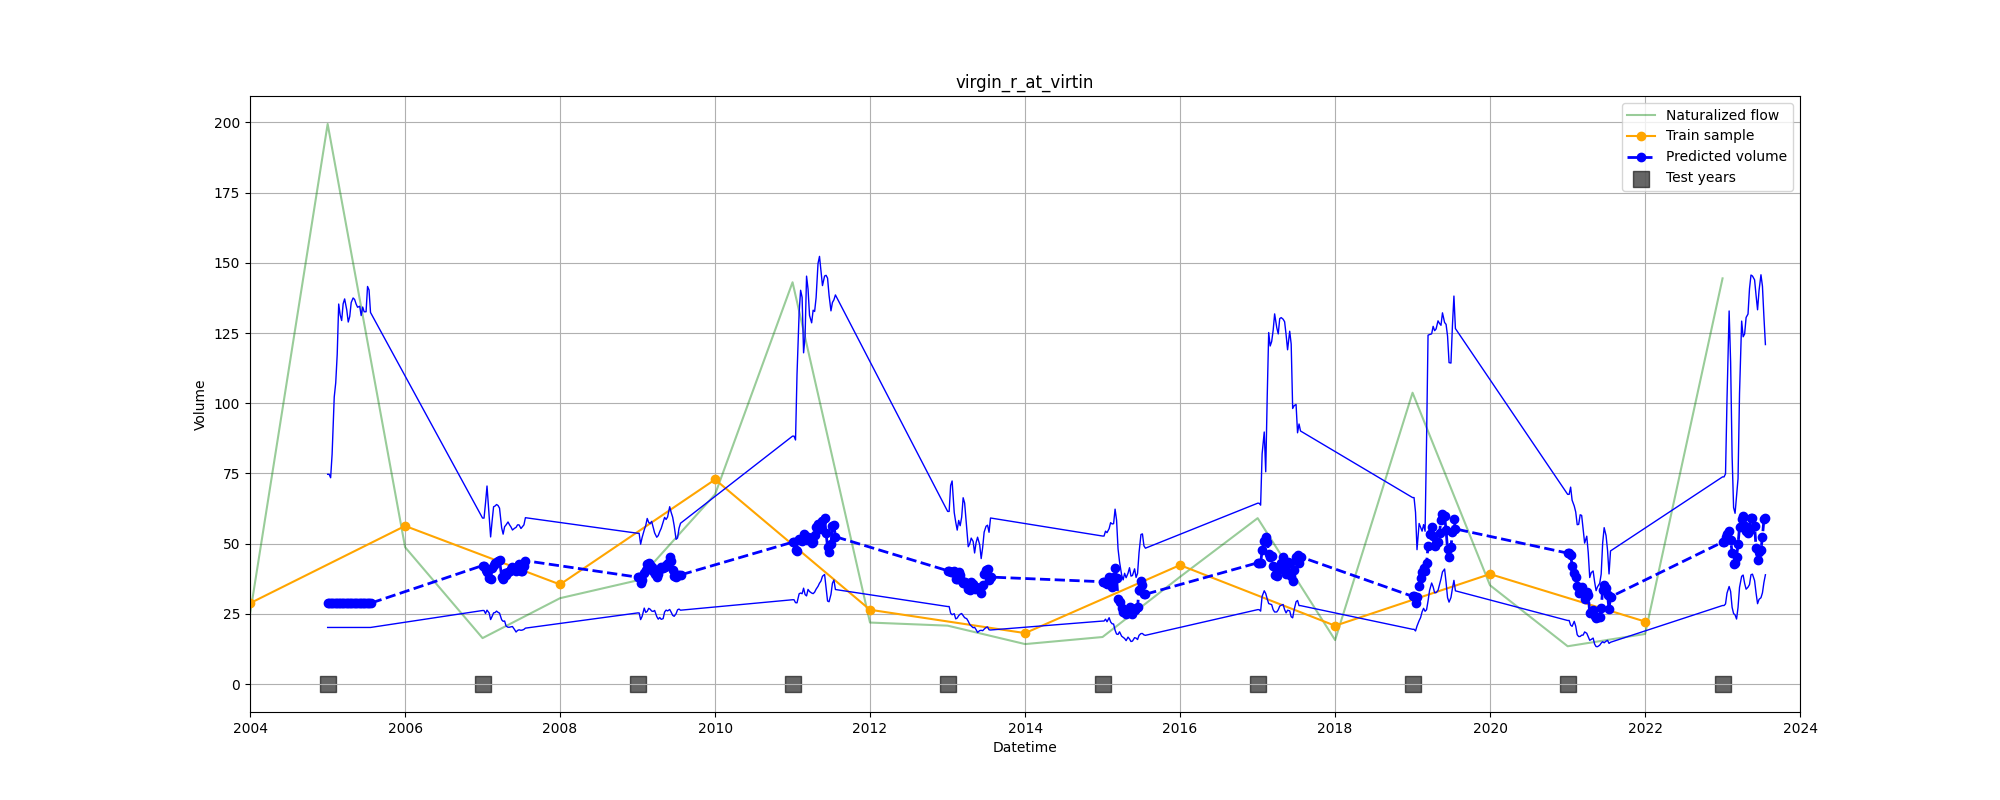 virgin_r_at_virtin
Naturalized flow
Train sample
Predicted volume
Test years
200
175
150
125
100
75
50
25
0
Volume
2004 2006 2008 2010 2012 2014 2016 2018 2020 2022 2024
Datetime